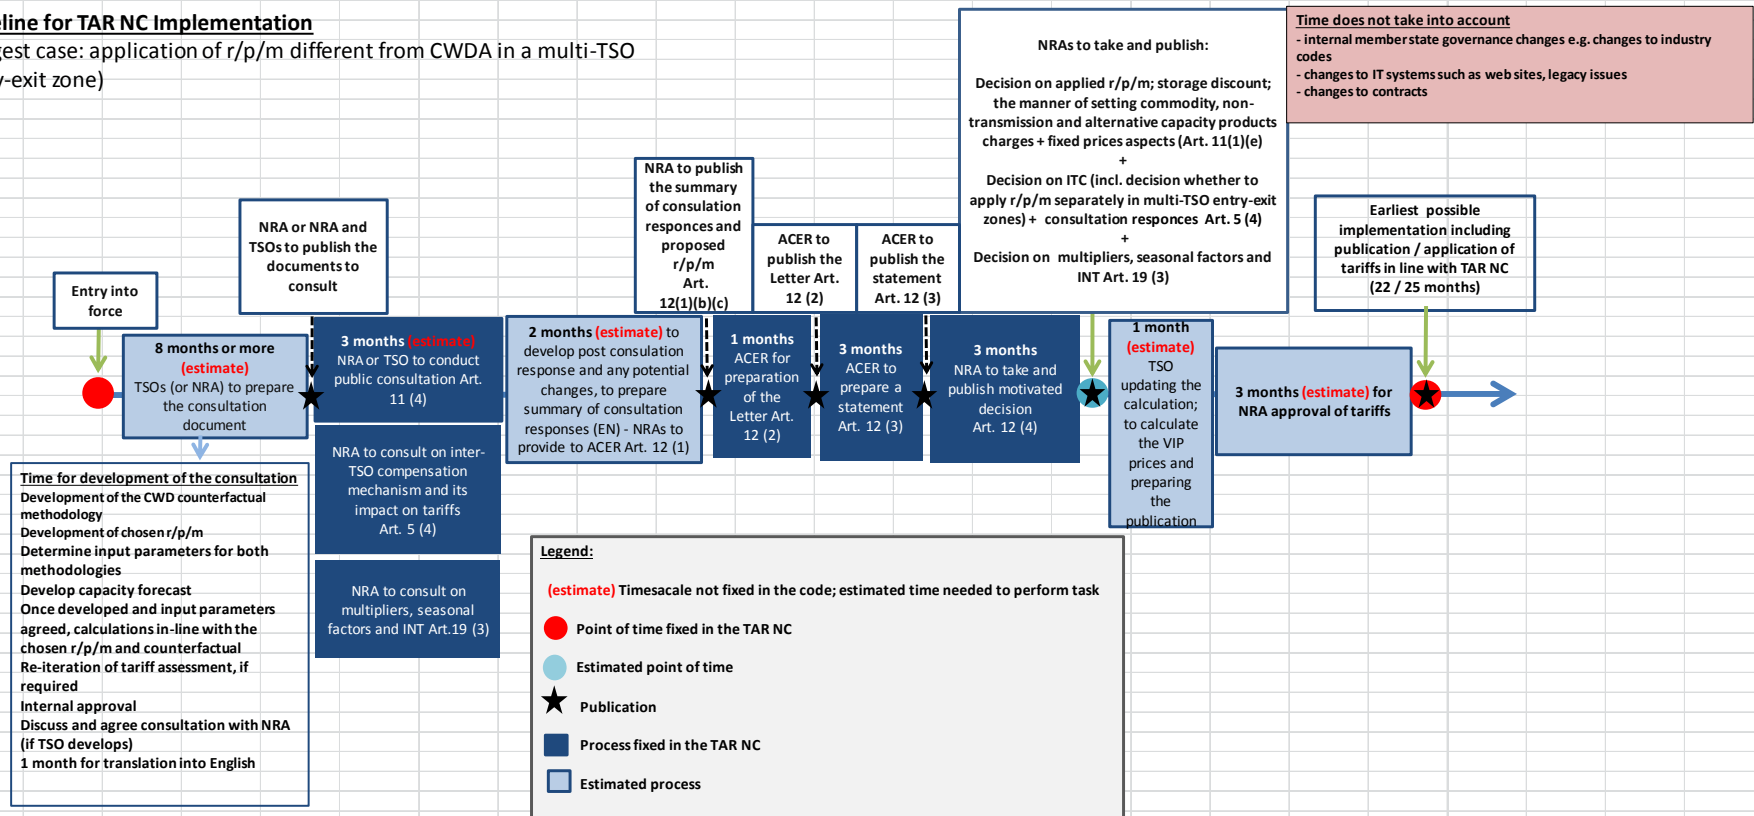 eline for TAR NC Implementation
gest case: application of r/p/m different from CWDA in a multi-TSO
y-exit zone)
Time does not take into account
- internal member state governance changes e.g. changes to industry
codes
- changes to IT systems such as web sites, legacy issues
- changes to contracts
NRAs to take and publish:
Decision on applied r/p/m; storage discount;
the manner of setting commodity, non-
transmission and alternative capacity products
charges + fixed prices aspects (Art. 11(1)(e)
+
Decision on ITC (incl. decision whether to
apply r/p/m separately in multi-TSO entry-exit
zones) + consultation responces Art. 5 (4)
+
Decision on multipliers, seasonal factors and
INT Art. 19 (3)
Entry into
force
NRA or NRA and
TSOs to publish the
documents to
consult
NRA to publish
the summary
of consulation
responces and
proposed
r/p/m
Art.
12(1)(b)(c)
ACER to
publish the
Letter Art.
12 (2)
ACER to
publish the
statement
Art. 12 (3)
Earliest possible
implementation including
publication / application of
tariffs in line with TAR NC
(22 / 25 months)
8 months or more
(estimate)
TSOs (or NRA) to prepare
the consultation
document
3 months (estimate)
NRA or TSO to conduct
public consultation Art.
11 (4)
2 months (estimate) to
develop post consulation
response and any potential
changes, to prepare
summary of consultation
responses (EN) - NRAs to
provide to ACER Art. 12 (1)
1 month
ACER for
preparation
of the
Letter Art.
12 (2)
3 months
ACER to
prepare a
statement
Art. 12 (3)
3 months
NRA to take and
publish motivated
decision
Art. 12 (4)
1 month
(estimate)
TSO
updating the
calculation;
to calculate
the VIP
prices and
preparing
the
publication
3 months (estimate) for
NRA approval of tariffs
NRA to consult on inter-
TSO compensation
mechanism and its
impact on tariffs
Art. 5 (4)
NRA to consult on
multipliers, seasonal
factors and INT Art.19 (3)
Time for development of the consultation
Development of the CWD counterfactual
methodology
Development of chosen r/p/m
Determine input parameters for both
methodologies
Develop capacity forecast
Once developed and input parameters
agreed, calculations in-line with the
chosen r/p/m and counterfactual
Re-iteration of tariff assessment, if
required
Internal approval
Discuss and agree consultation with NRA
(if TSO develops)
1 month for translation into English
Legend:
(estimate) Timesacale not fixed in the code; estimated time needed to perform task
Point of time fixed in the TAR NC
Estimated point of time
Publication
Process fixed in the TAR NC
Estimated process